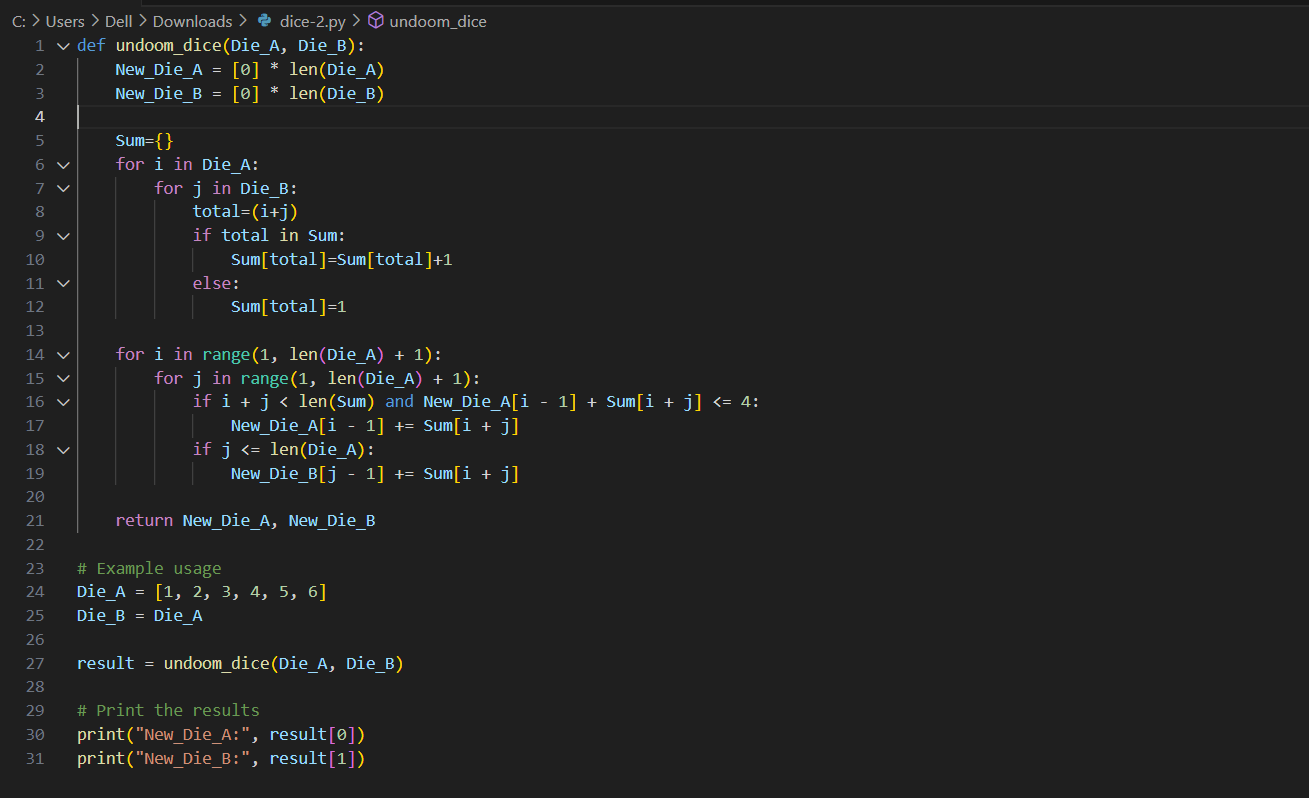 C: > Users > Dell > Downloads > dice-2.py > undoom_dice
1 def undoom_dice(Die_A, Die_B):
2     New_Die_A = [0] * len(Die_A)
3     New_Die_B = [0] * len(Die_B)
4
5     Sum={}
6     for i in Die_A:
7         for j in Die_B:
8             total=(i+j)
9             if total in Sum:
10                 Sum[total]=Sum[total]+1
11             else:
12                 Sum[total]=1
13
14     for i in range(1, len(Die_A) + 1):
15         for j in range(1, len(Die_A) + 1):
16             if i + j < len(Sum) and New_Die_A[i - 1] + Sum[i + j] <= 4:
17                 New_Die_A[i - 1] += Sum[i + j]
18             if j <= len(Die_A):
19                 New_Die_B[j - 1] += Sum[i + j]
20
21     return New_Die_A, New_Die_B
22
23 # Example usage
24 Die_A = [1, 2, 3, 4, 5, 6]
25 Die_B = Die_A
26
27 result = undoom_dice(Die_A, Die_B)
28
29 # Print the results
30 print("New_Die_A:", result[0])
31 print("New_Die_B:", result[1])